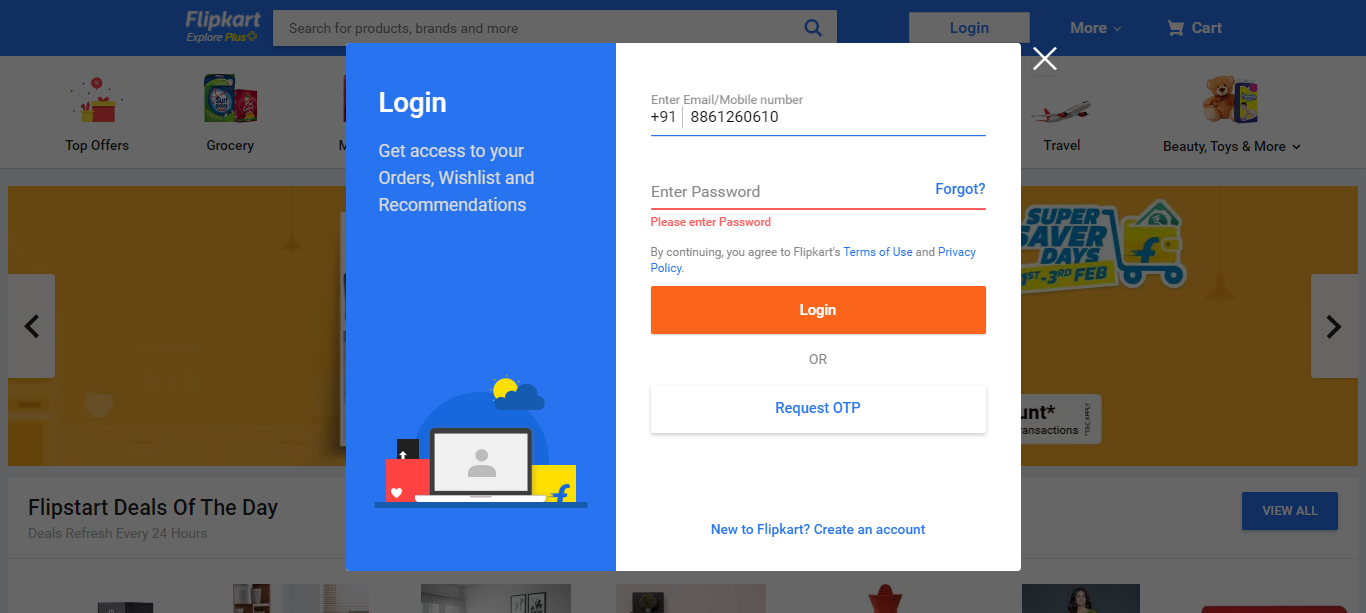 Flipkart
Explore Plus
Search for products, brands and more
Login
More
Cart
Top Offers
Grocery
M
Travel
Beauty, Toys & More
Login
Get access to your
Orders, Wishlist and
Recommendations
Enter Email/Mobile number
+91 8861260610
Enter Password
Forgot?
Please enter Password
By continuing, you agree to Flipkart's Terms of Use and Privacy
Policy.
Login
OR
Request OTP
New to Flipkart? Create an account
SUPER
SAVER
DAYS
1ST-3RD FEB
unt*
ransactions
*T&C APPLY
Flipstart Deals Of The Day
Deals Refresh Every 24 Hours
VIEW ALL